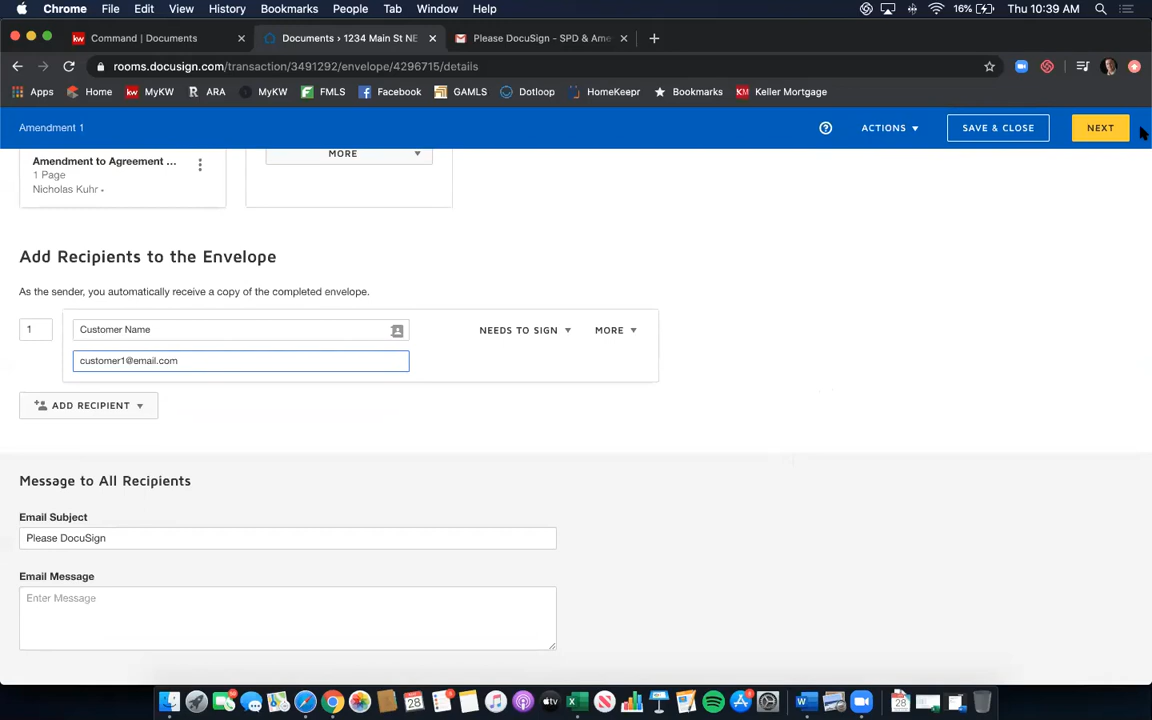 Chrome File Edit View History Bookmarks People Tab Window Help 16% Thu 10:39 AM
Command | Documents Documents › 1234 Main St NE Please DocuSign - SPD & Ame
rooms.docusign.com/transaction/3491292/envelope/4296715/details
Apps Home MyKW ARA MyKW FMLS Facebook GAMLS Dotloop HomeKeepr Bookmarks Keller Mortgage
Amendment 1 ACTIONS SAVE & CLOSE NEXT
Amendment to Agreement ... MORE
1 Page
Nicholas Kuhr
Add Recipients to the Envelope
As the sender, you automatically receive a copy of the completed envelope.
1 Customer Name NEEDS TO SIGN MORE
customer1@email.com
ADD RECIPIENT
Message to All Recipients
Email Subject
Please DocuSign
Email Message
Enter Message